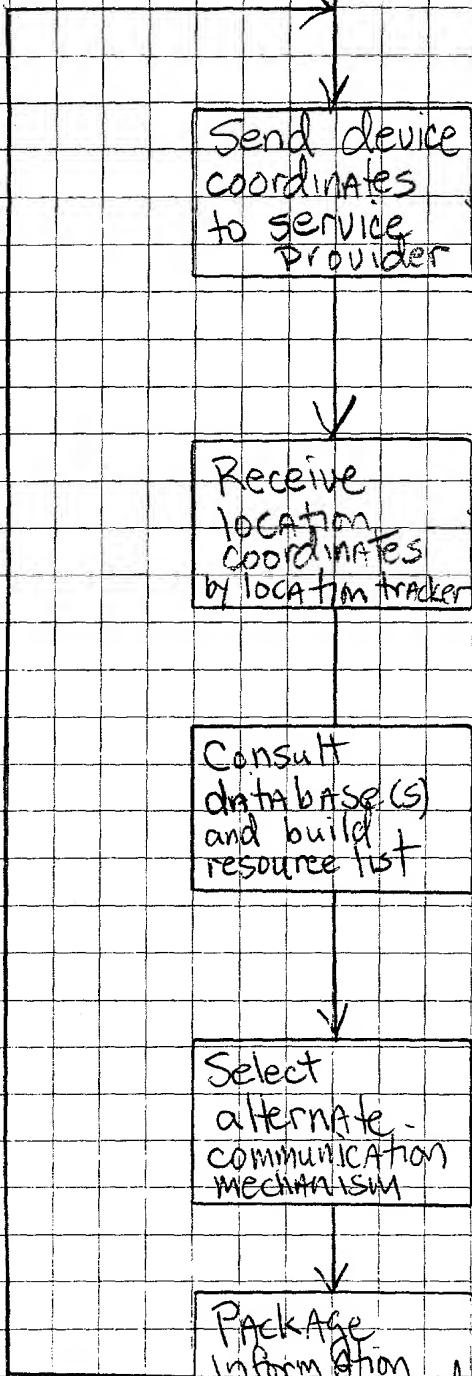 Send device
coordinates
to service
provider
Receive
location
coordinates
by location tracker
Consult
database(s)
and build
resource list
Select
alternate
communication
mechanism
Package
information